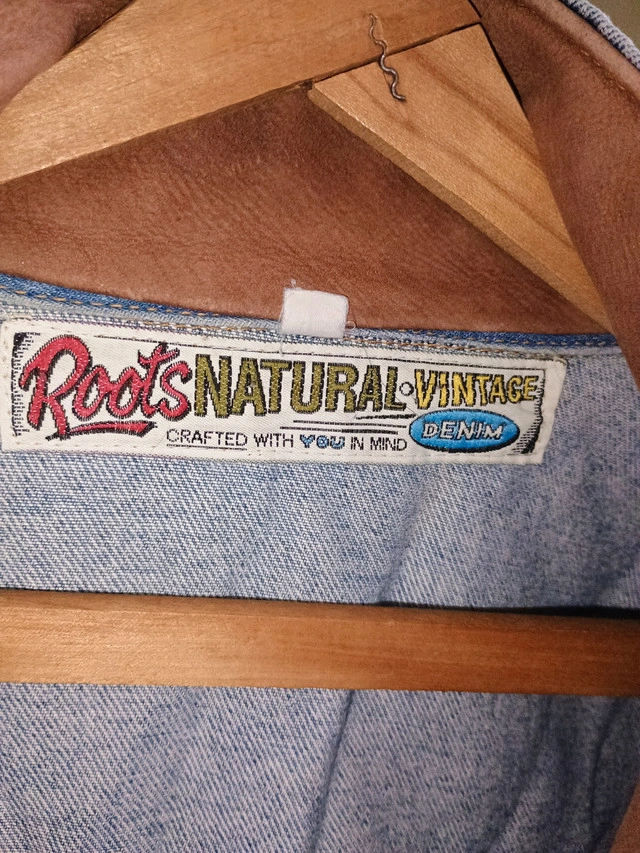 Roots NATURAL VINTAGE
CRAFTED WITH YOU IN MIND DENIM